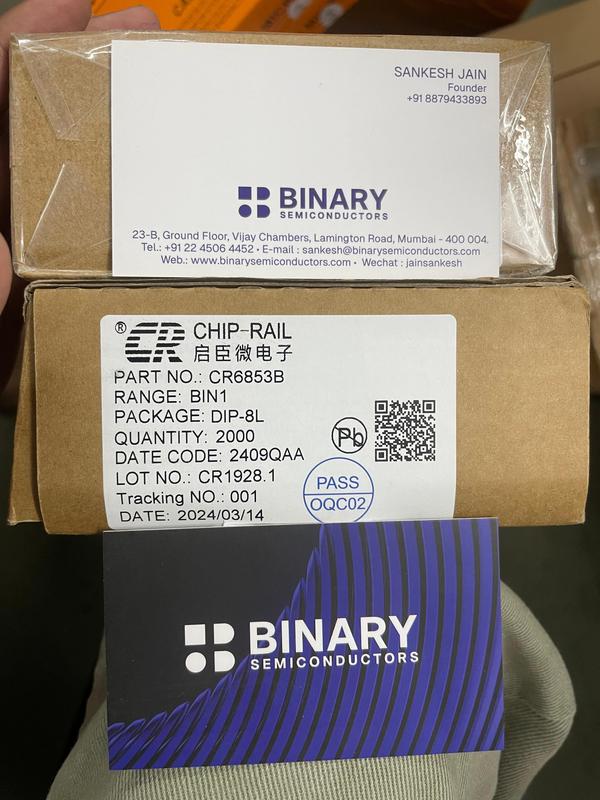 SANKESH JAIN
Founder
+91 8879433893
BINARY
SEMICONDUCTORS
23-B, Ground Floor, Vijay Chambers, Lamington Road, Mumbai - 400 004.
Tel.: +91 22 4506 4452 • E-mail : sankesh@binarysemiconductors.com
Web.: www.binarysemiconductors.com • Wechat : jainsankesh
® CR CHIP-RAIL
启臣微电子
PART NO.: CR6853B
RANGE: BIN1
PACKAGE: DIP-8L
QUANTITY: 2000
Pb
DATE CODE: 2409QAA
LOT NO.: CR1928.1
PASS
Tracking NO.: 001
OQC02
DATE: 2024/03/14
BINARY
SEMICONDUCTORS